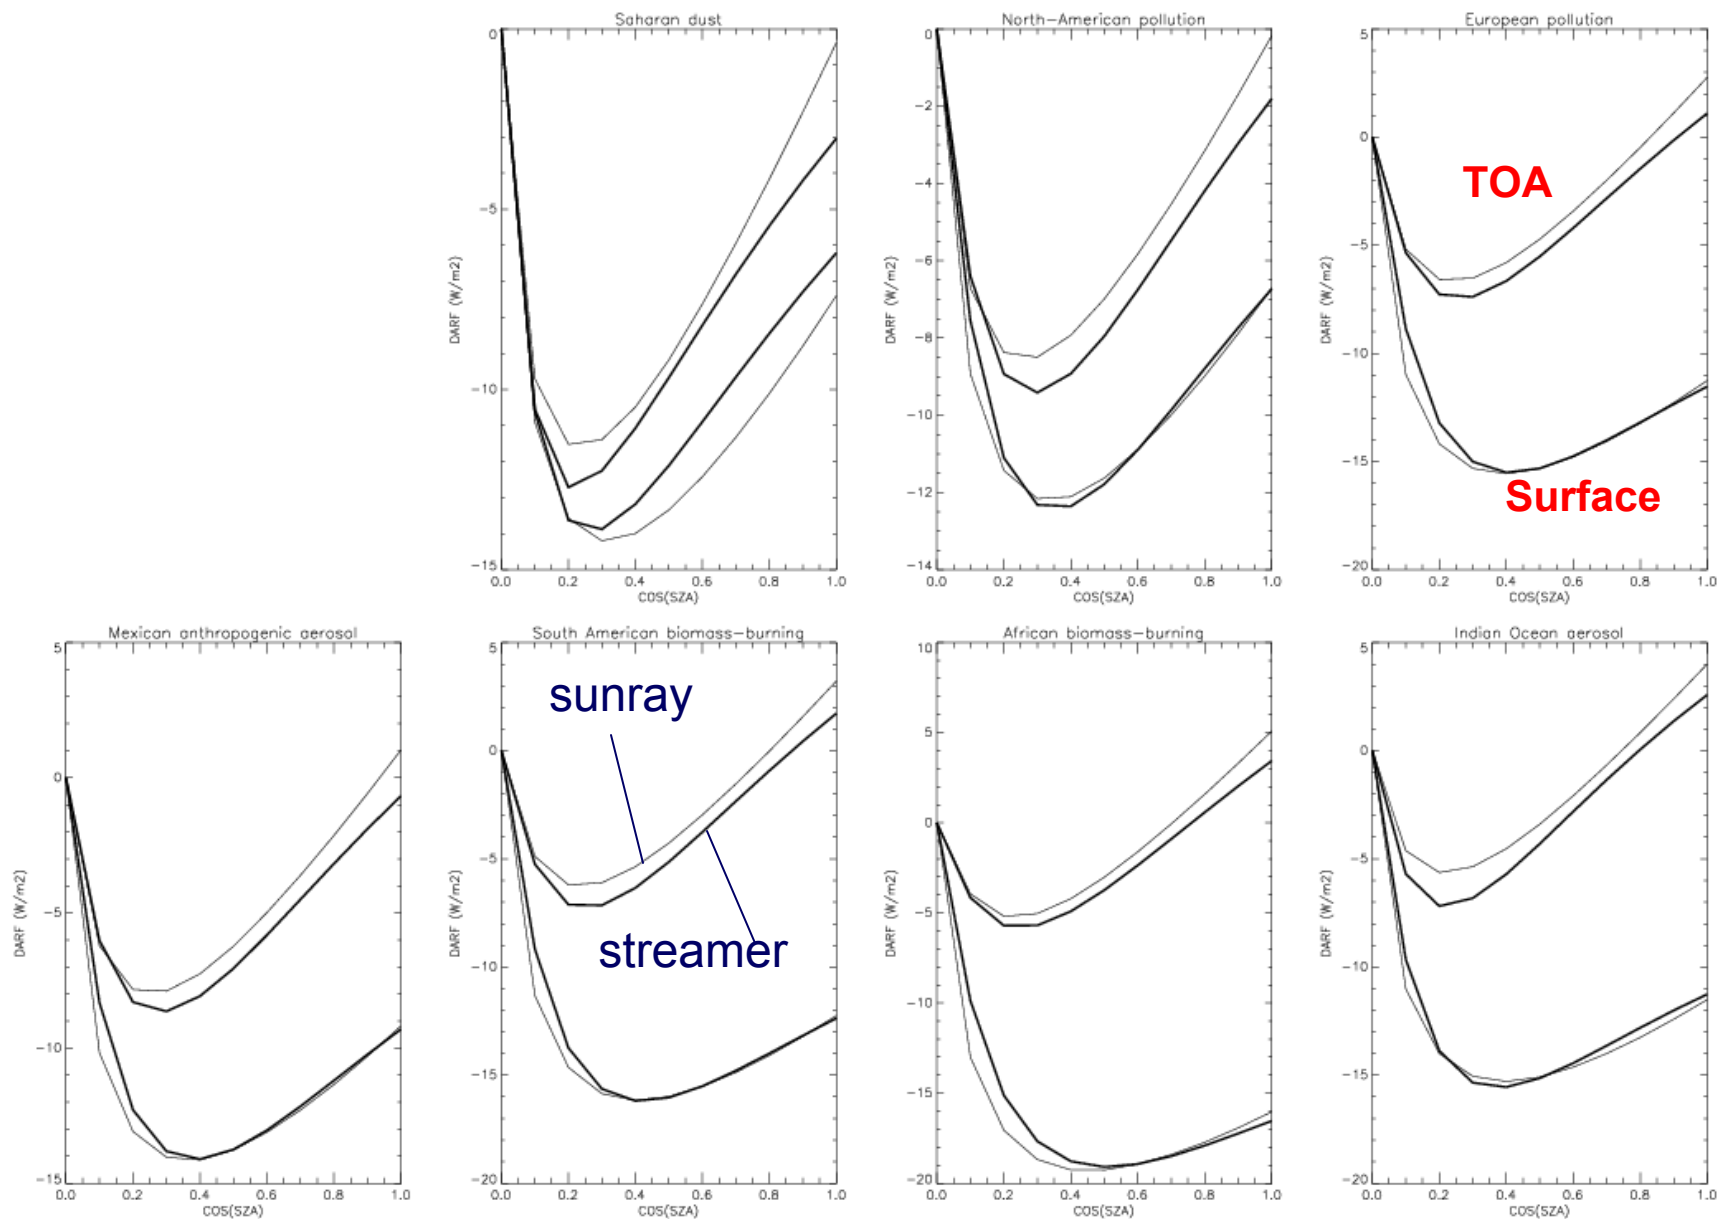 Saharan dust
North-American pollution
European pollution
0
-5
-10
-15
DARF (W/m2)
0.0 0.2 0.4 0.6 0.8 1.0
COS(SZA)
0
-2
-4
-6
-8
-10
-12
-14
DARF (W/m2)
0.0 0.2 0.4 0.6 0.8 1.0
COS(SZA)
5
0
-5
-10
-15
-20
DARF (W/m2)
TOA
Surface
0.0 0.2 0.4 0.6 0.8 1.0
COS(SZA)
Mexican anthropogenic aerosol
South American biomass-burning
African biomass-burning
Indian Ocean aerosol
5
0
-5
-10
-15
DARF (W/m2)
0.0 0.2 0.4 0.6 0.8 1.0
COS(SZA)
5
0
-5
-10
-15
-20
DARF (W/m2)
sunray
streamer
0.0 0.2 0.4 0.6 0.8 1.0
COS(SZA)
10
5
0
-5
-10
-15
-20
DARF (W/m2)
0.0 0.2 0.4 0.6 0.8 1.0
COS(SZA)
5
0
-5
-10
-15
-20
DARF (W/m2)
0.0 0.2 0.4 0.6 0.8 1.0
COS(SZA)